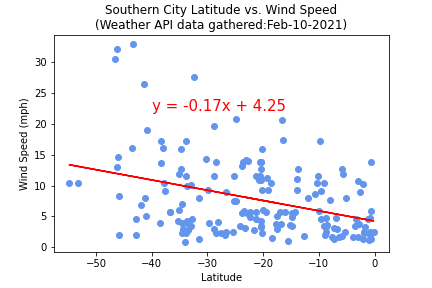 Southern City Latitude vs. Wind Speed
(Weather API data gathered:Feb-10-2021)
30
25
y = -0.17x + 4.25
20
15
10
5
0
Wind Speed (mph)
−50
−40
−30
−20
−10
0
Latitude